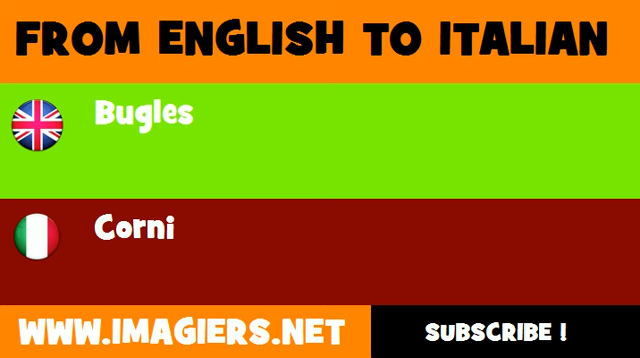 FROM ENGLISH TO ITALIAN
Bugles
Corni
WWW.IMAGIERS.NET
SUBSCRIBE !